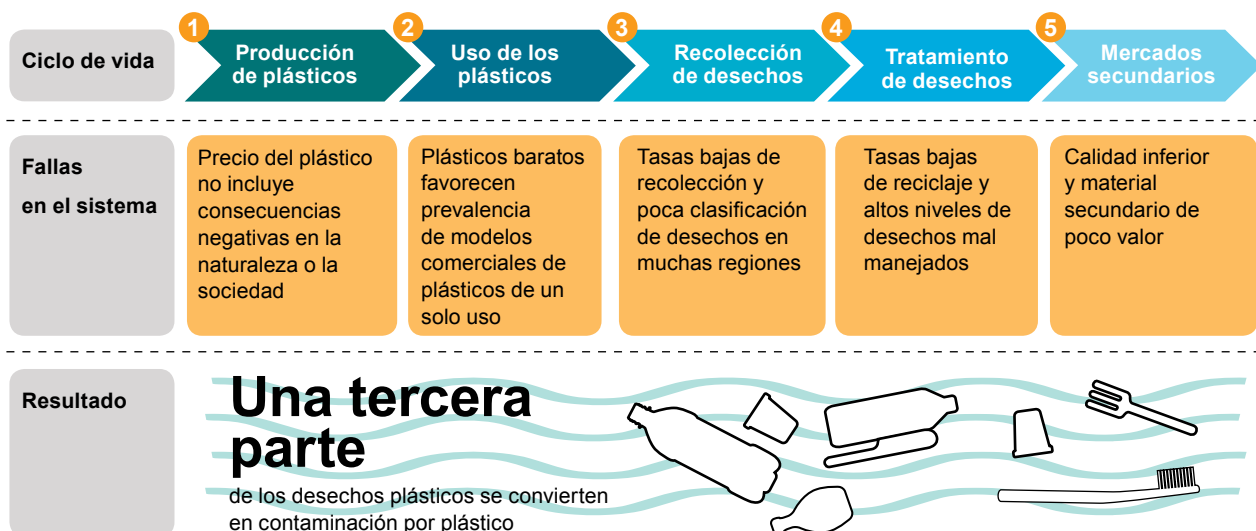 1
2
3
4
5
Ciclo de vida
Producción
de plásticos
Uso de los
plásticos
Recolección
de desechos
Tratamiento
de desechos
Mercados
secundarios
Fallas
en el sistema
Precio del plástico
no incluye
consecuencias
negativas en la
naturaleza o la
sociedad
Plásticos baratos
favorecen
prevalencia
de modelos
comerciales de
plásticos de un
solo uso
Tasas bajas de
recolección y
poca clasificación
de desechos en
muchas regiones
Tasas bajas
de reciclaje y
altos niveles de
desechos mal
manejados
Calidad inferior
y material
secundario de
poco valor
Resultado
Una tercera
parte
de los desechos plásticos se convierten
en contaminación por plástico